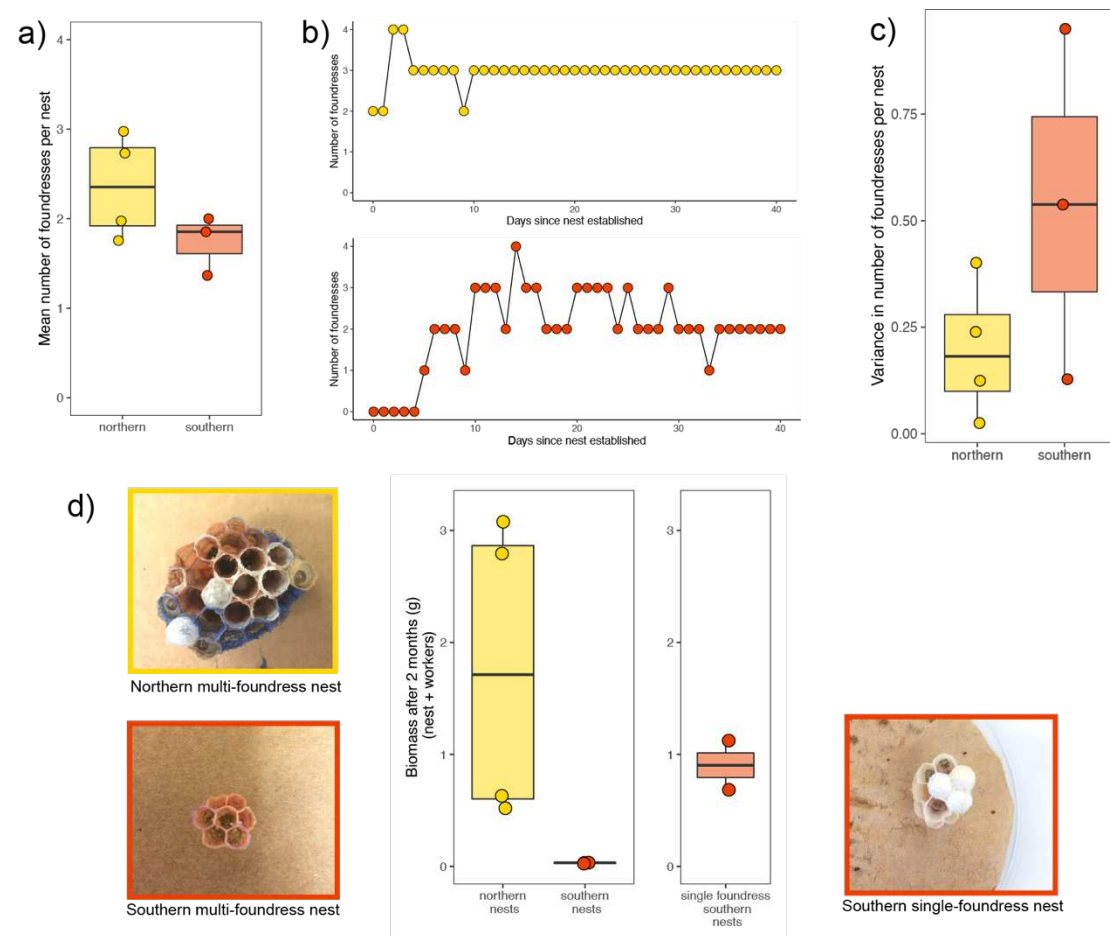 a)
Mean number of foundresses per nest
4
3
2
1
0
northern southern
b)
Number of foundresses
4
3
2
1
0
0 10 20 30 40
Days since nest established
Number of foundresses
4
3
2
1
0
0 10 20 30 40
Days since nest established
c)
Variance in number of foundresses per nest
0.75
0.50
0.25
0.00
northern southern
d)
Northern multi-foundress nest
Southern multi-foundress nest
Biomass after 2 months (g)
(nest + workers)
3
2
1
0
northern southern
nests nests
3
2
1
0
single foundress
southern
nests
Southern single-foundress nest